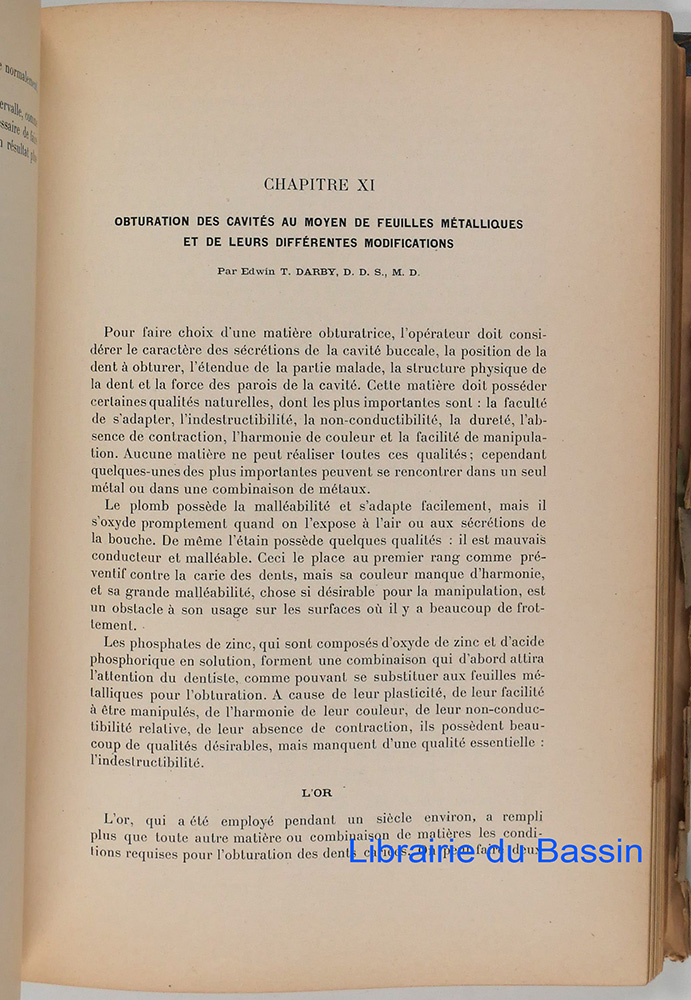 e normalement
ervalle, comme
ssaire de
n résultat plus
CHAPITRE XI
OBTURATION DES CAVITÉS AU MOYEN DE FEUILLES MÉTALLIQUES
ET DE LEURS DIFFÉRENTES MODIFICATIONS
Par Edwin T. DARBY, D. D. S., M. D.
Pour faire choix d'une matière obturatrice, l'opérateur doit consi-
dérer le caractère des sécrétions de la cavité buccale, la position de la
dent à obturer, l'étendue de la partie malade, la structure physique de
la dent et la force des parois de la cavité. Cette matière doit posséder
certaines qualités naturelles, dont les plus importantes sont : la faculté
de s'adapter, l'indestructibilité, la non-conductibilité, la dureté, l'ab-
sence de contraction, l'harmonie de couleur et la facilité de manipula-
tion. Aucune matière ne peut réaliser toutes ces qualités; cependant
quelques-unes des plus importantes peuvent se rencontrer dans un seul
métal ou dans une combinaison de métaux.
Le plomb possède la malléabilité et s'adapte facilement, mais il
s'oxyde promptement quand on l'expose à l'air ou aux sécrétions de
la bouche. De même l'étain possède quelques qualités : il est mauvais
conducteur et malléable. Ceci le place au premier rang comme pré-
ventif contre la carie des dents, mais sa couleur manque d'harmonie,
et sa grande malléabilité, chose si désirable pour la manipulation, est
un obstacle à son usage sur les surfaces où il y a beaucoup de frot-
tement.
Les phosphates de zinc, qui sont composés d'oxyde de zinc et d'acide
phosphorique en solution, forment une combinaison qui d'abord attira
l'attention du dentiste, comme pouvant se substituer aux feuilles mé-
talliques pour l'obturation. A cause de leur plasticité, de leur facilité
à être manipulés, de l'harmonie de leur couleur, de leur non-conduc-
tibilité relative, de leur absence de contraction, ils possèdent beau-
coup de qualités désirables, mais manquent d'une qualité essentielle :
l'indestructibilité.
L'OR
L'or, qui a été employé pendant un siècle environ, a rempli
plus que toute autre matière ou combinaison de matières les condi-
tions requises pour l'obturation des dents cariées. On peut faire deux
Librairie du Bassin